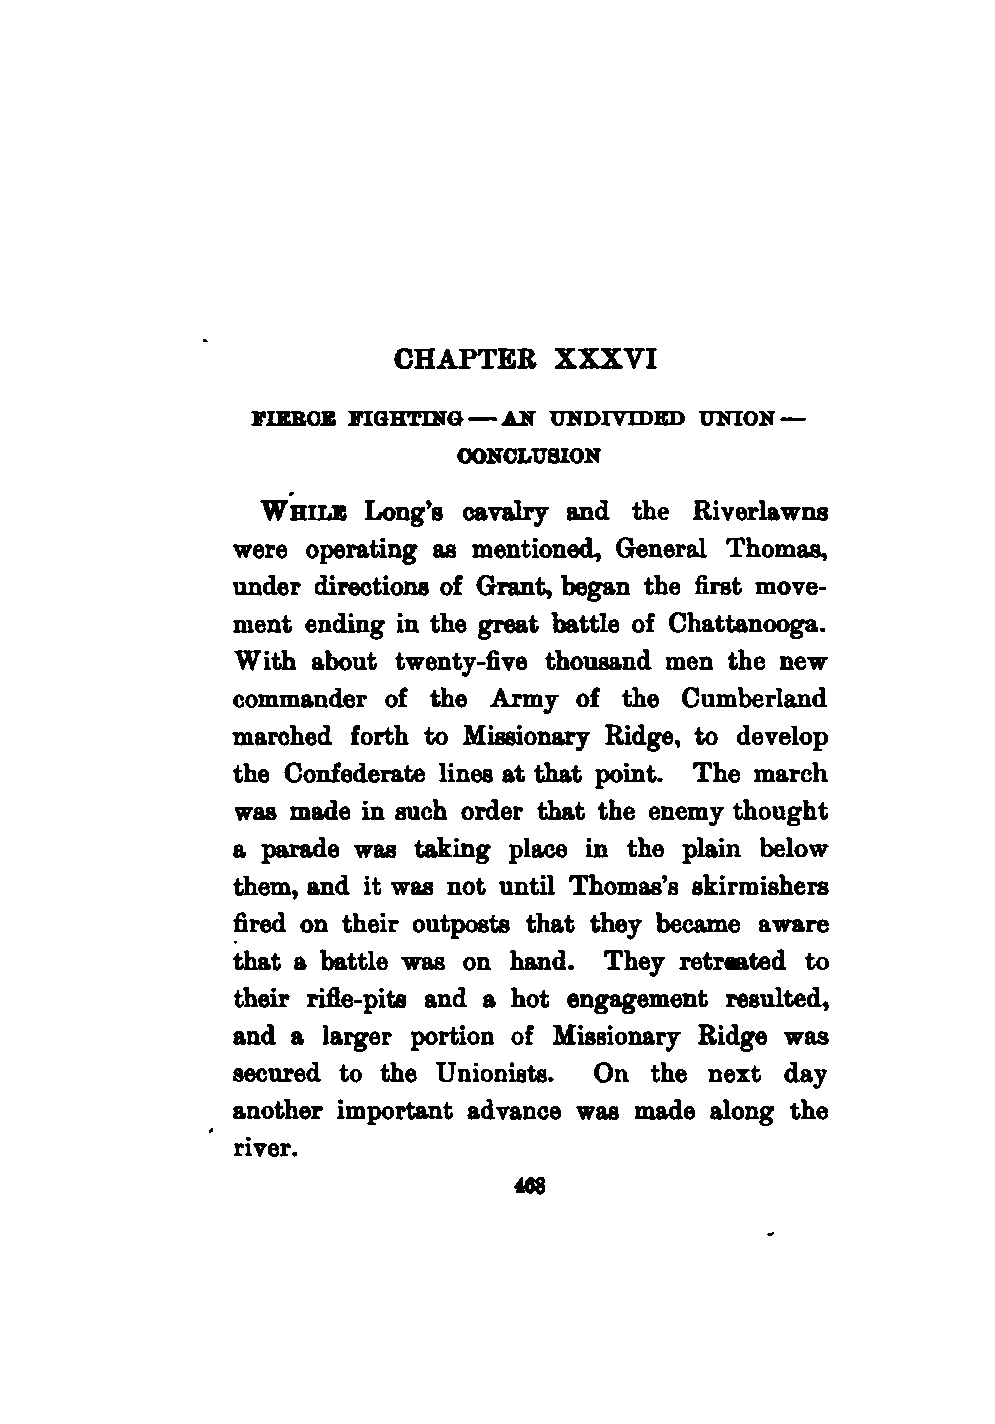 CHAPTER XXXVI
FIERCE FIGHTING — AN UNDIVIDED UNION —
CONCLUSION
WHILE Long's cavalry and the Riverlawns
were operating as mentioned, General Thomas,
under directions of Grant, began the first move-
ment ending in the great battle of Chattanooga.
With about twenty-five thousand men the new
commander of the Army of the Cumberland
marched forth to Missionary Ridge, to develop
the Confederate lines at that point. The march
was made in such order that the enemy thought
a parade was taking place in the plain below
them, and it was not until Thomas's skirmishers
fired on their outposts that they became aware
that a battle was on hand. They retreated to
their rifle-pits and a hot engagement resulted,
and a larger portion of Missionary Ridge was
secured to the Unionists. On the next day
another important advance was made along the
river.
468